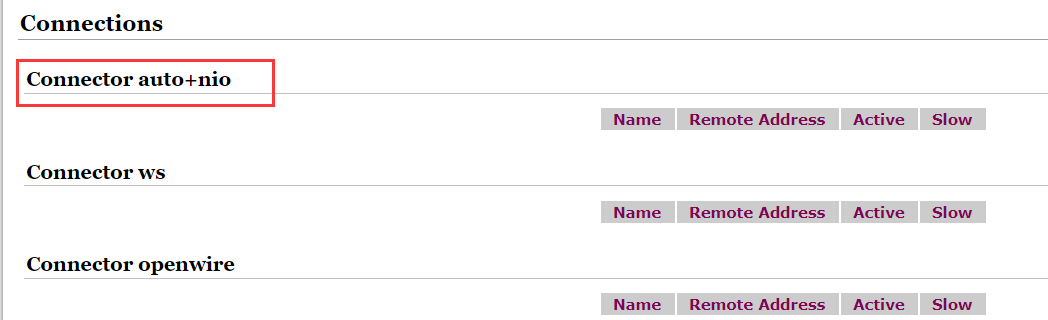 Connections
Connector auto+nio
Name Remote Address Active Slow
Connector ws
Name Remote Address Active Slow
Connector openwire
Name Remote Address Active Slow